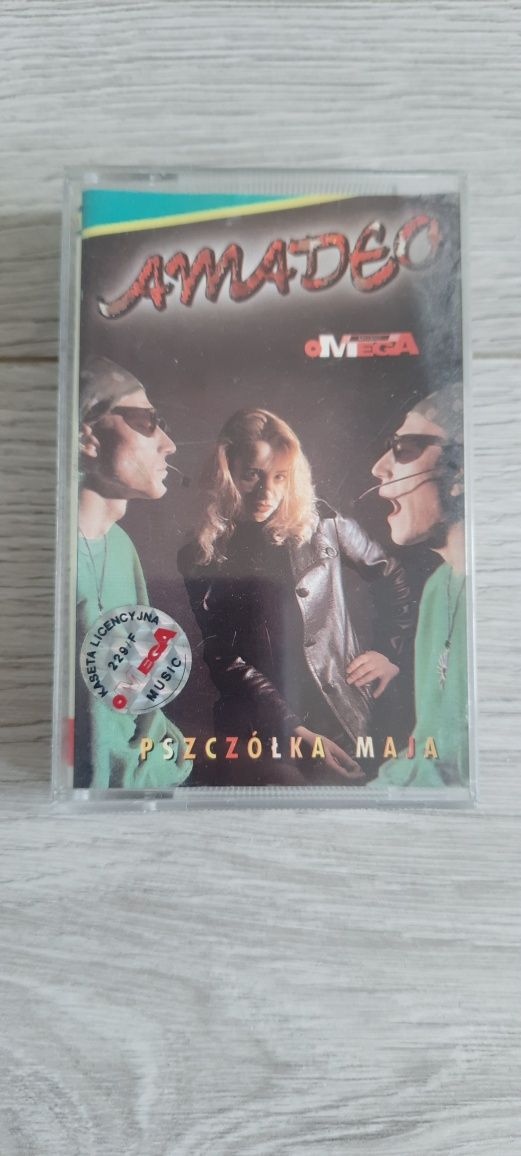 AMADEO
OMEGA
KASETA LICENCYJNA
229/F
OMEGA
MUSIC
PSZCZÓŁKA MAJA